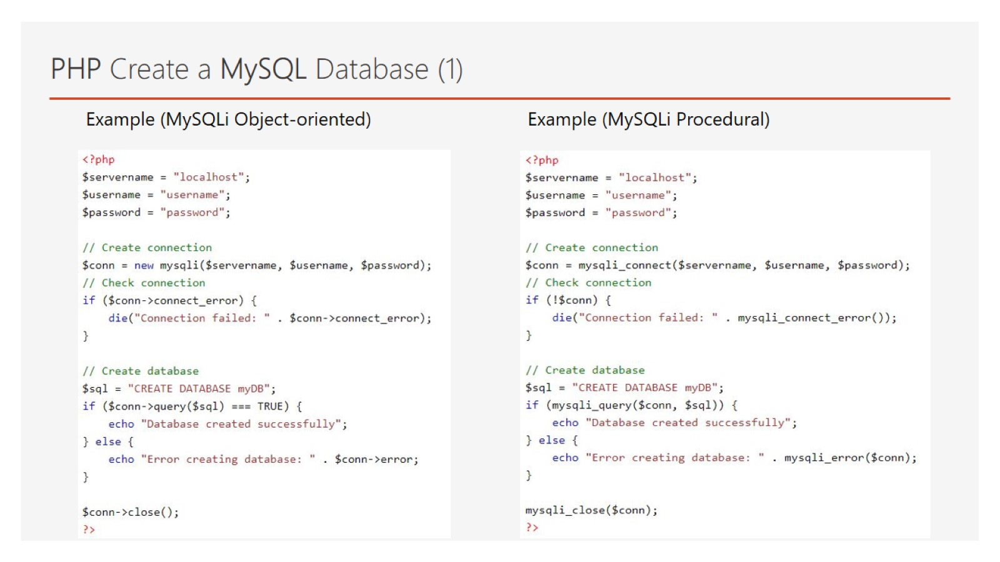 PHP Create a MySQL Database (1)
Example (MySQLi Object-oriented)
<?php
$servername = "localhost";
$username = "username";
$password = "password";

// Create connection
$conn = new mysqli($servername, $username, $password);
// Check connection
if ($conn->connect_error) {
    die("Connection failed: " . $conn->connect_error);
}

// Create database
$sql = "CREATE DATABASE myDB";
if ($conn->query($sql) === TRUE) {
    echo "Database created successfully";
} else {
    echo "Error creating database: " . $conn->error;
}

$conn->close();
?>
Example (MySQLi Procedural)
<?php
$servername = "localhost";
$username = "username";
$password = "password";

// Create connection
$conn = mysqli_connect($servername, $username, $password);
// Check connection
if (!$conn) {
    die("Connection failed: " . mysqli_connect_error());
}

// Create database
$sql = "CREATE DATABASE myDB";
if (mysqli_query($conn, $sql)) {
    echo "Database created successfully";
} else {
    echo "Error creating database: " . mysqli_error($conn);
}

mysqli_close($conn);
?>